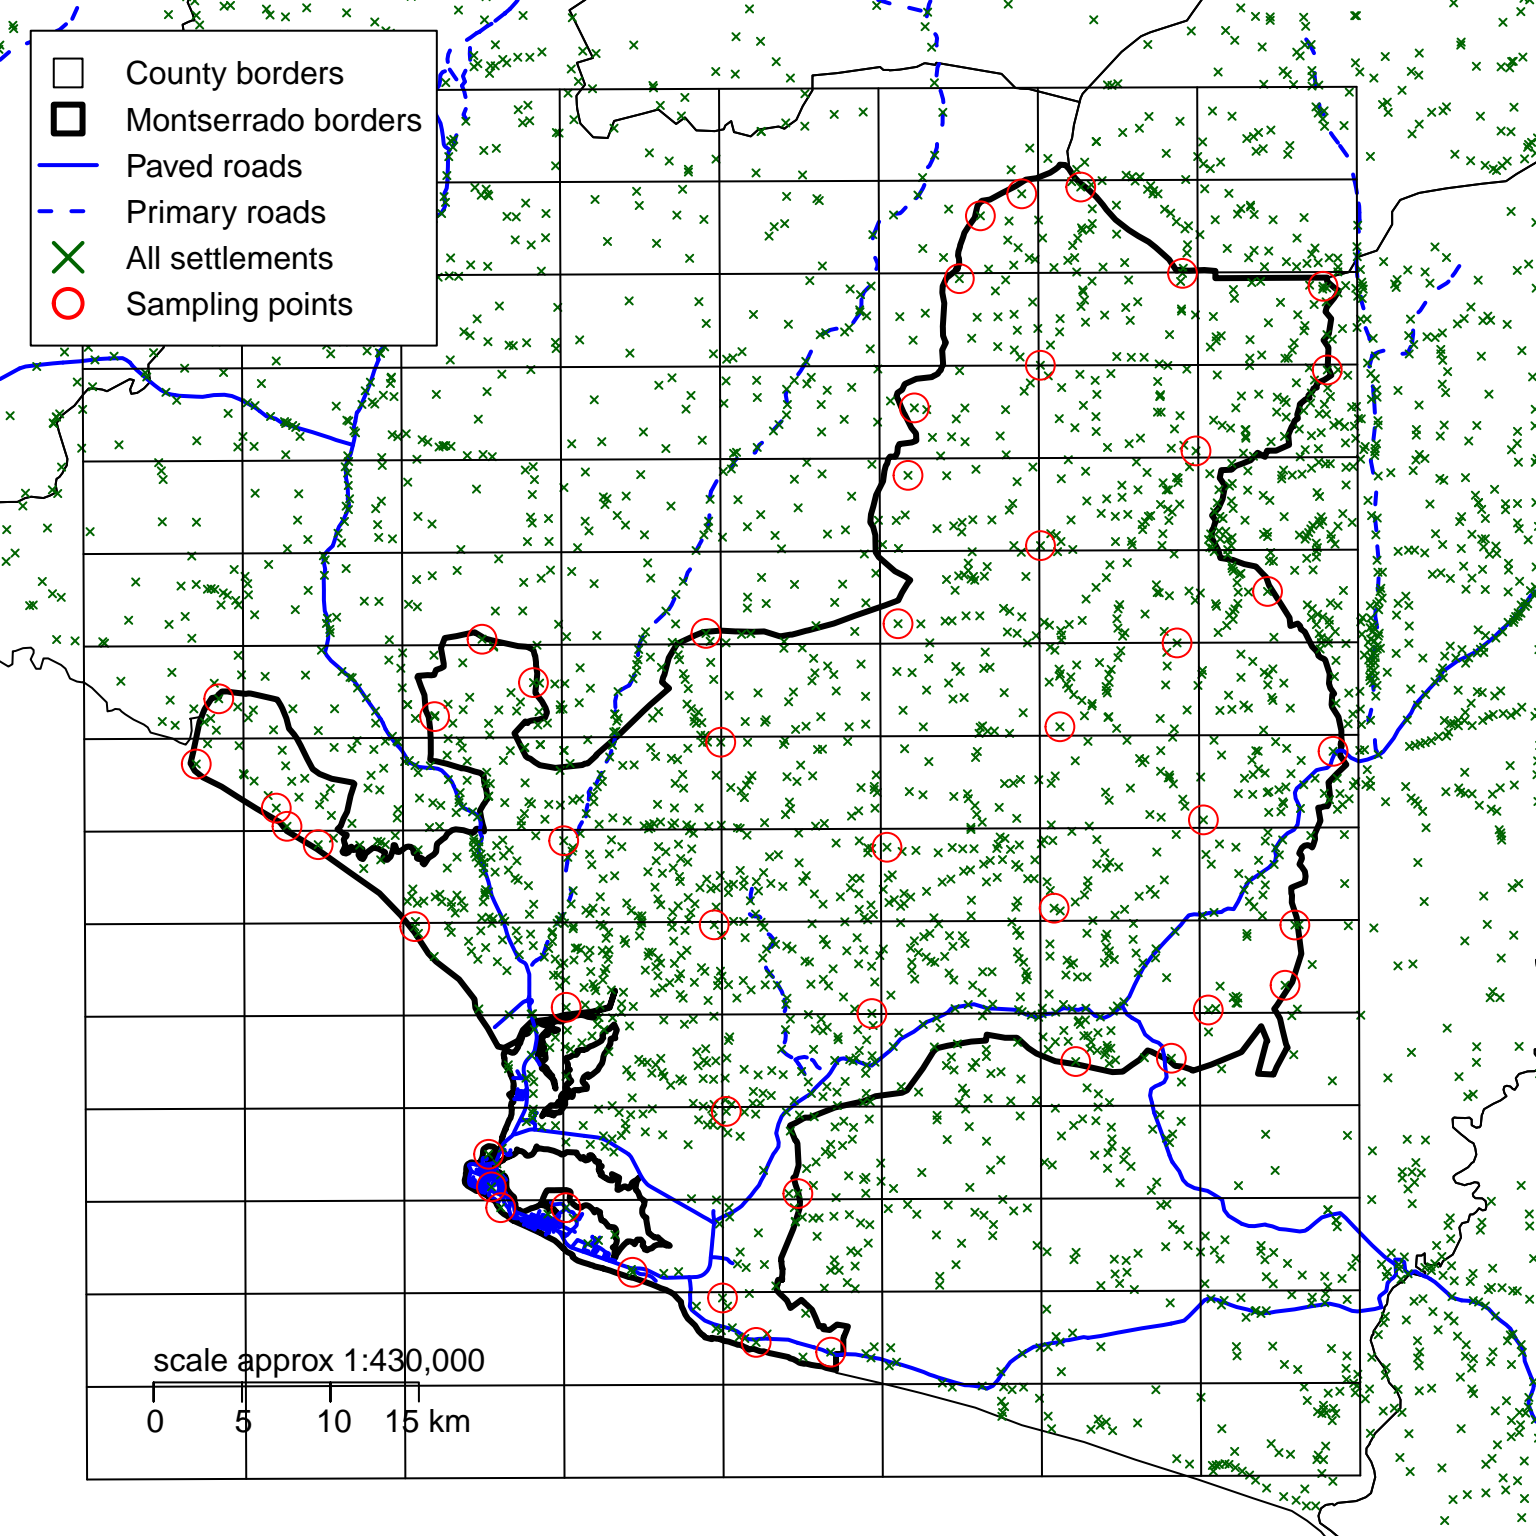 County borders
Montserrado borders
Paved roads
Primary roads
All settlements
Sampling points
scale approx 1:430,000
0 5 10 15 km